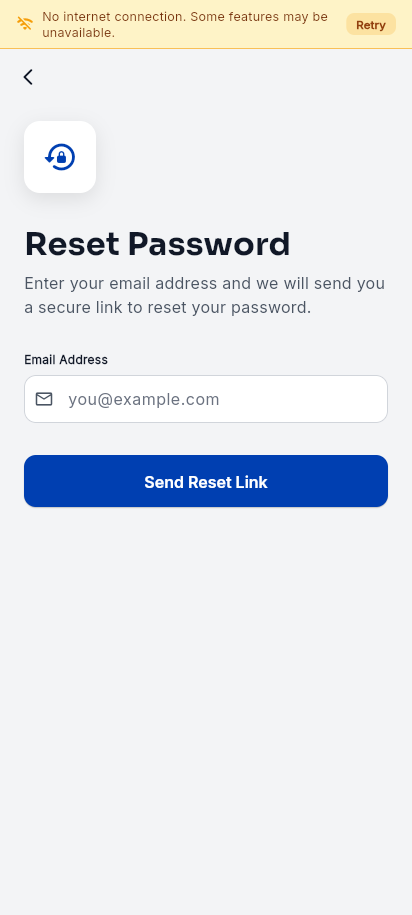 No internet connection. Some features may be
unavailable.
Retry
Reset Password
Enter your email address and we will send you
a secure link to reset your password.
Email Address
you@example.com
Send Reset Link